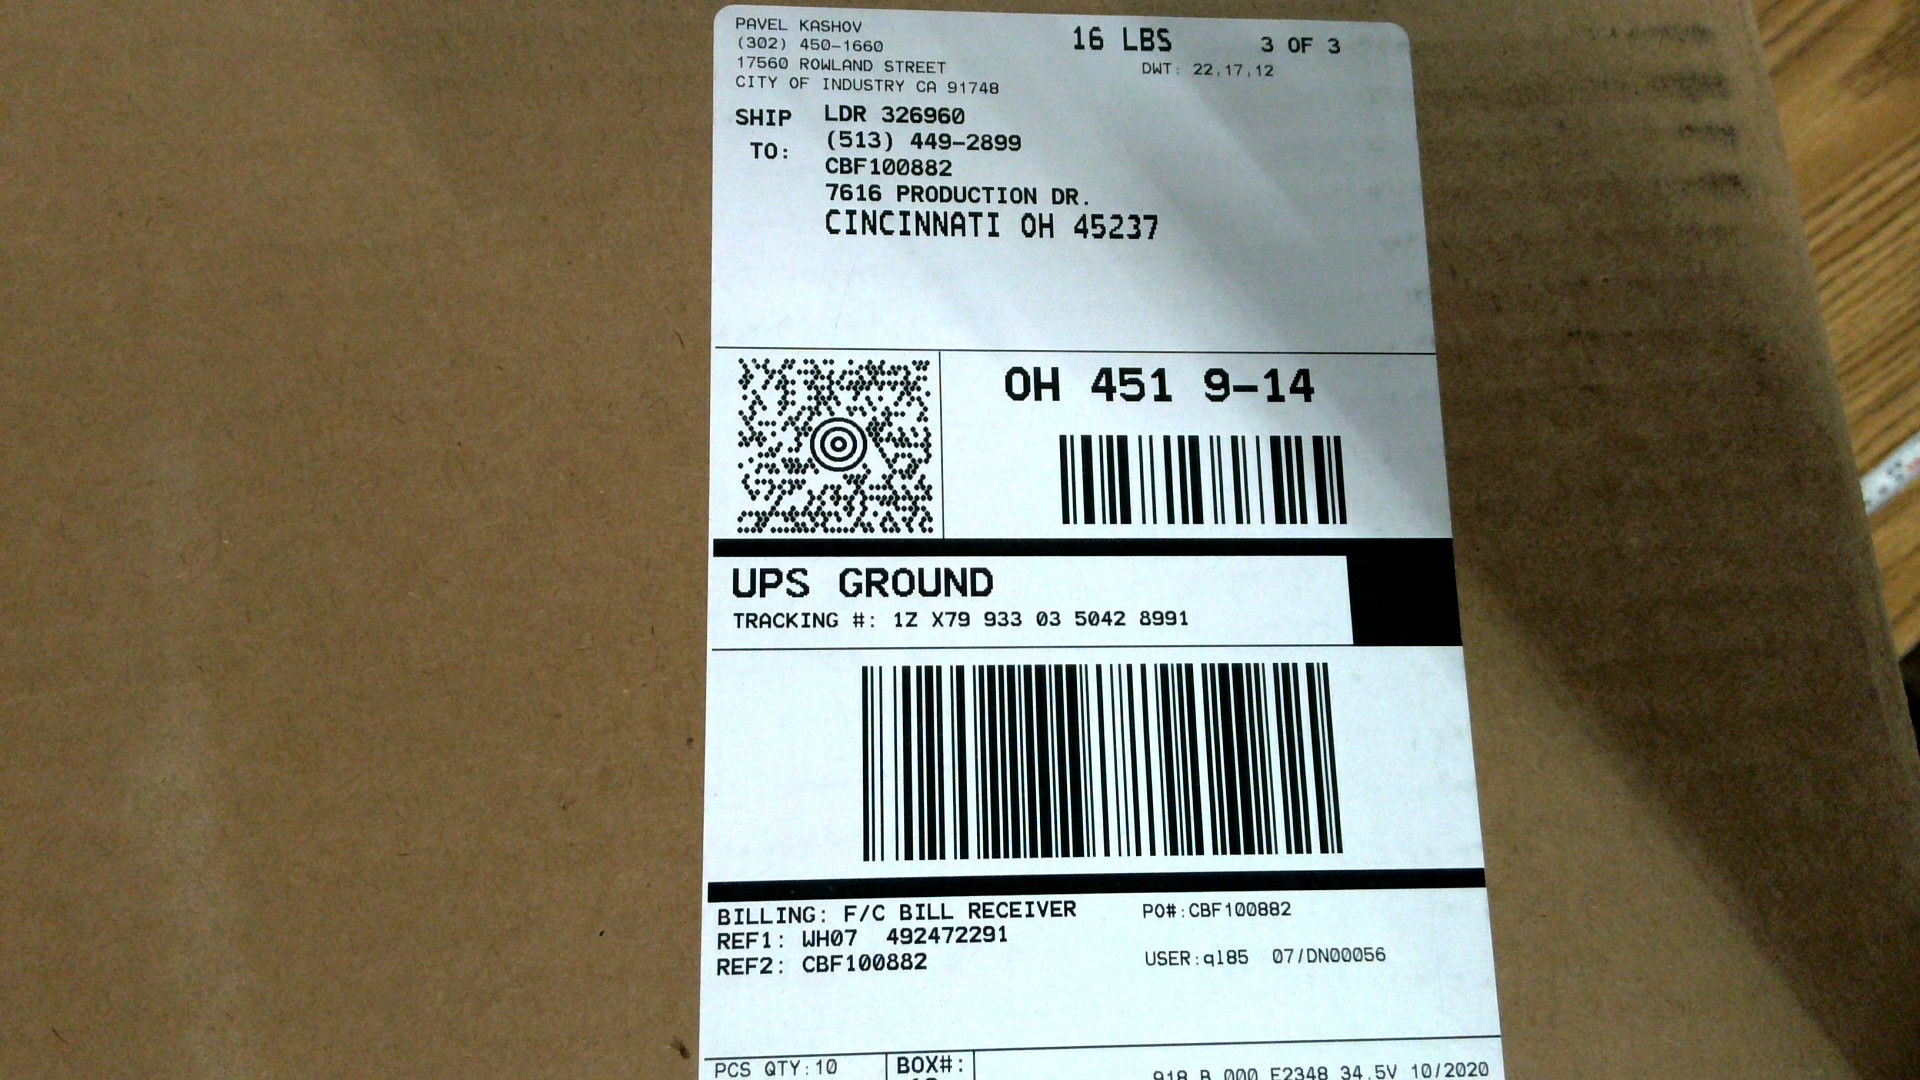 PAVEL KASHOV
(302) 450-1660
17560 ROWLAND STREET
CITY OF INDUSTRY CA 91748
16 LBS 3 OF 3
DWT: 22,17,12
SHIP TO:
LDR 326960
(513) 449-2899
CBF100882
7616 PRODUCTION DR.
CINCINNATI OH 45237
OH 451 9-14
UPS GROUND
TRACKING #: 1Z X79 933 03 5042 8991
BILLING: F/C BILL RECEIVER
REF1: WH07 492472291
REF2: CBF100882
PO#:CBF100882
USER:ql85 07/DN00056
PCS QTY:10
BOX#:
918 B 000 E2348 34.5V 10/2020